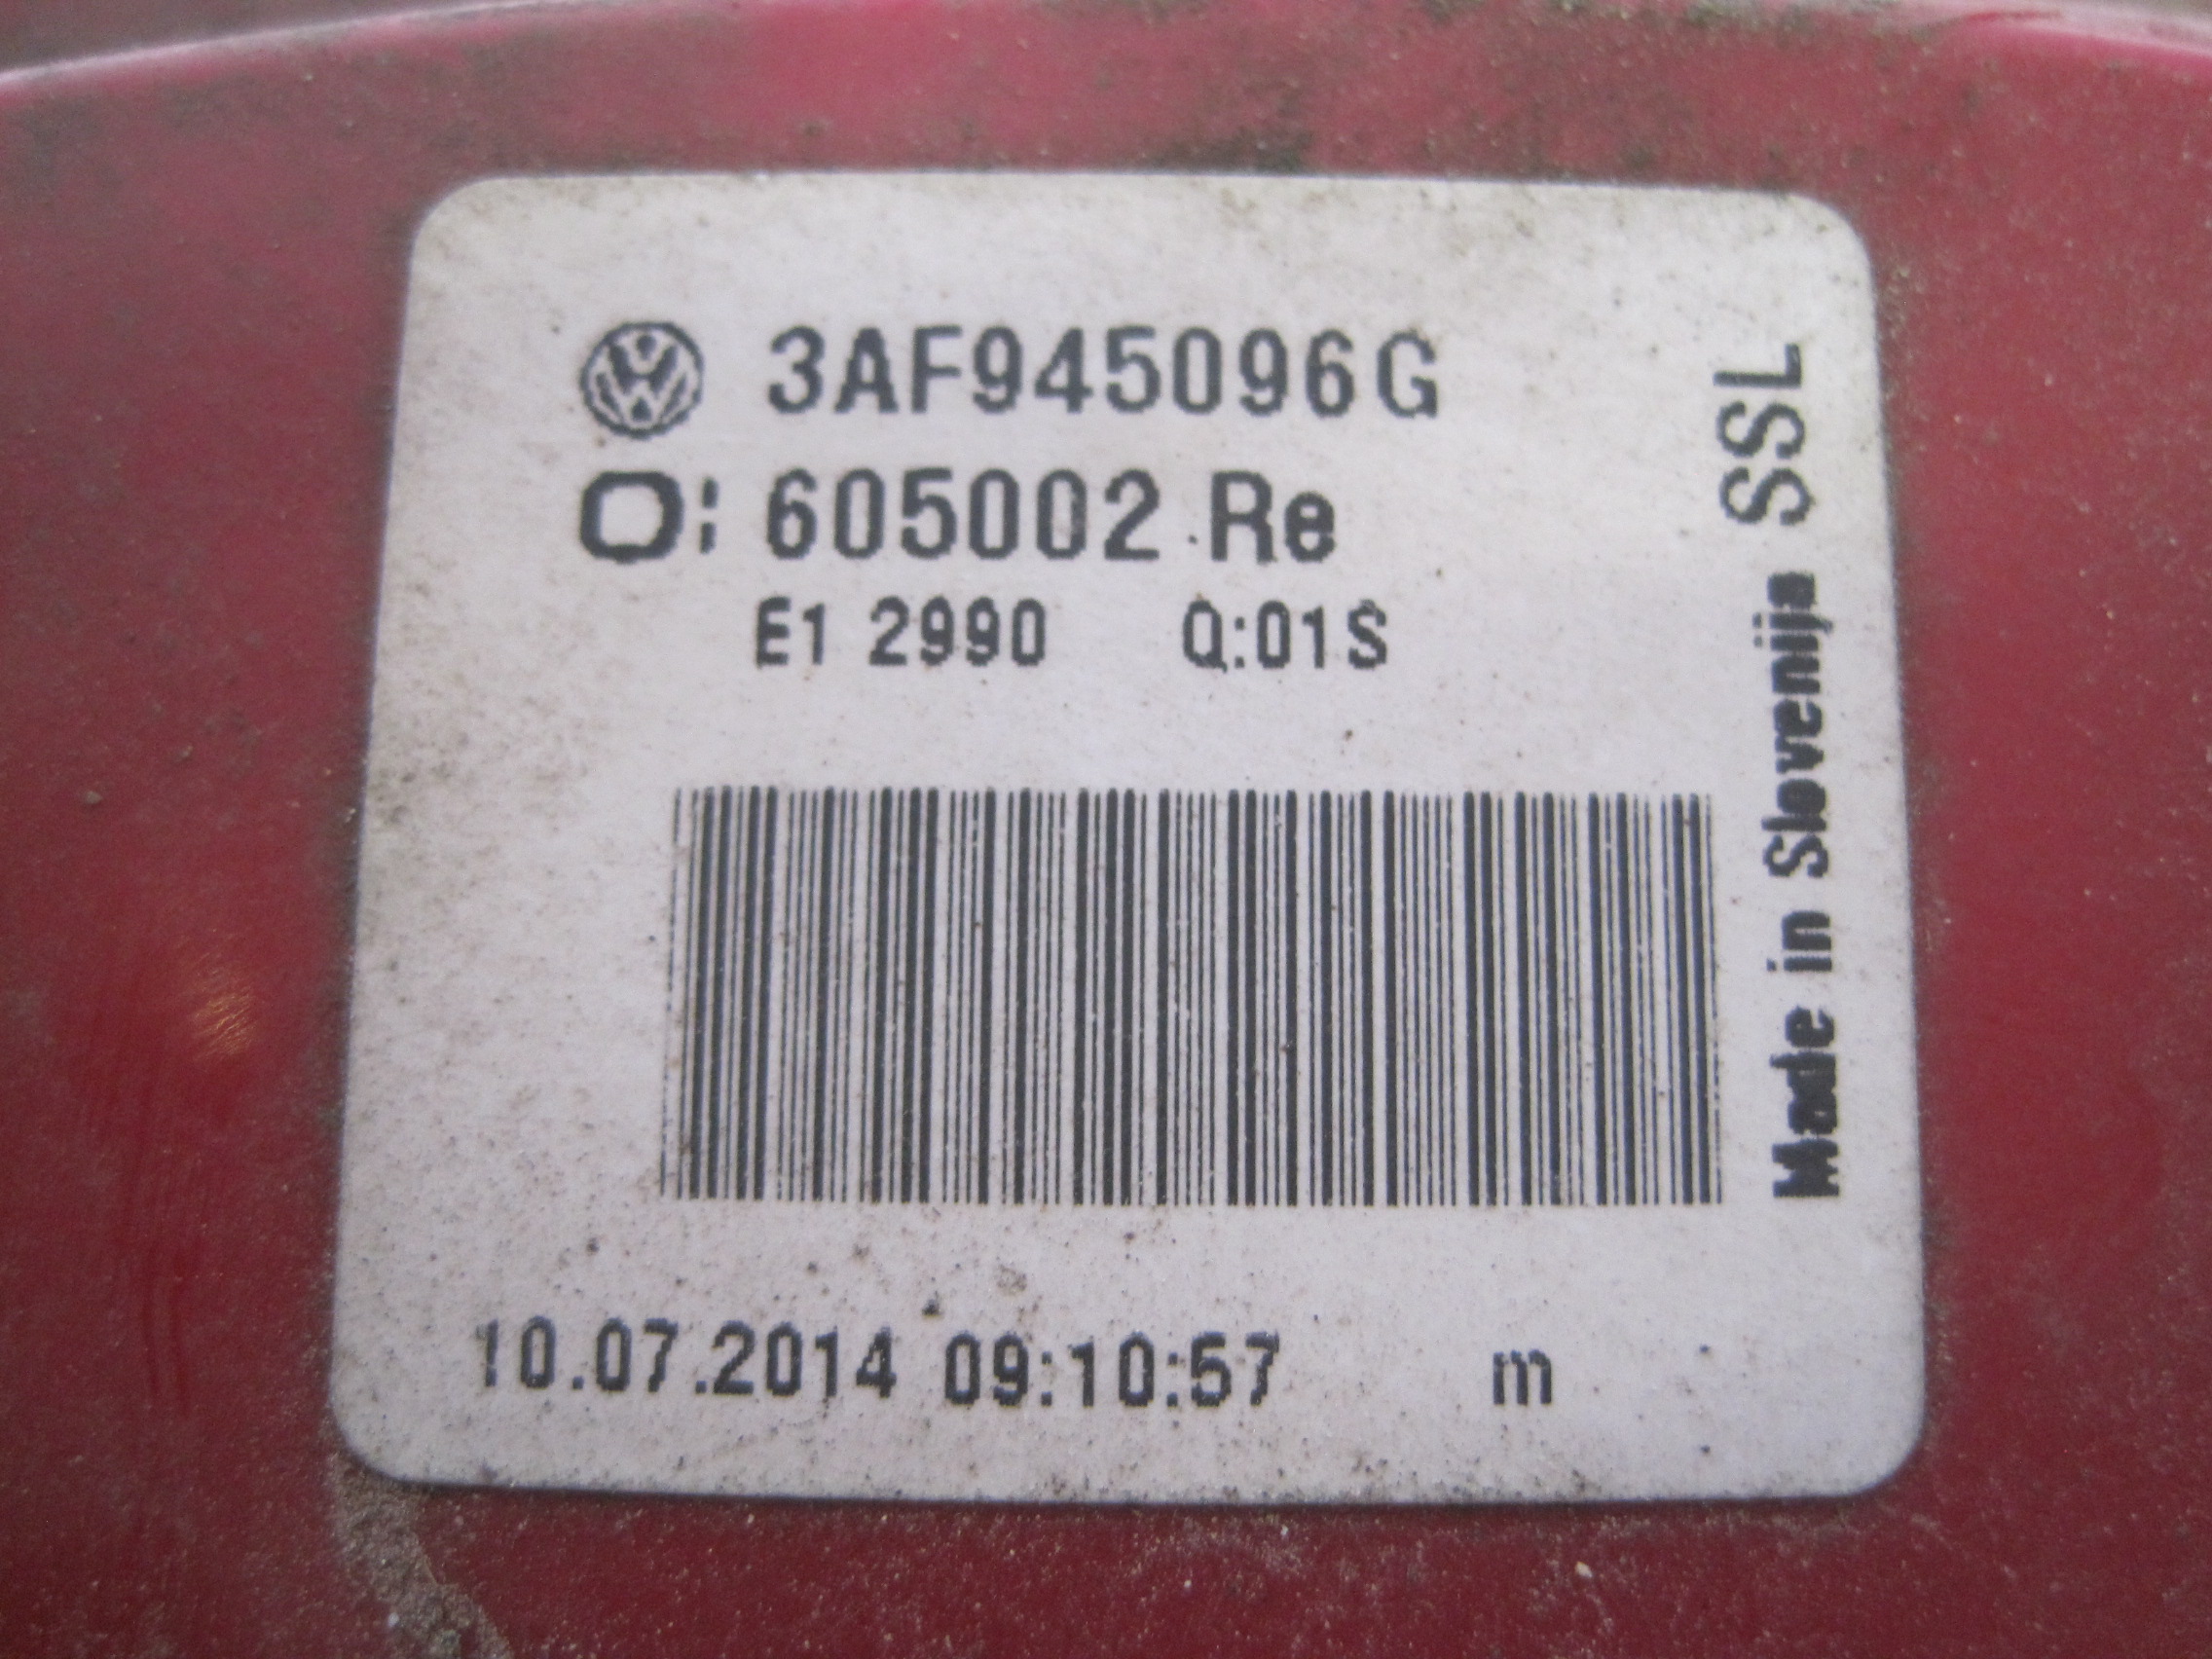 3AF945096G
O: 605002 Re
E1 2990 Q:01S
10.07.2014 09:10:57 m
Made in Slovenija SSL